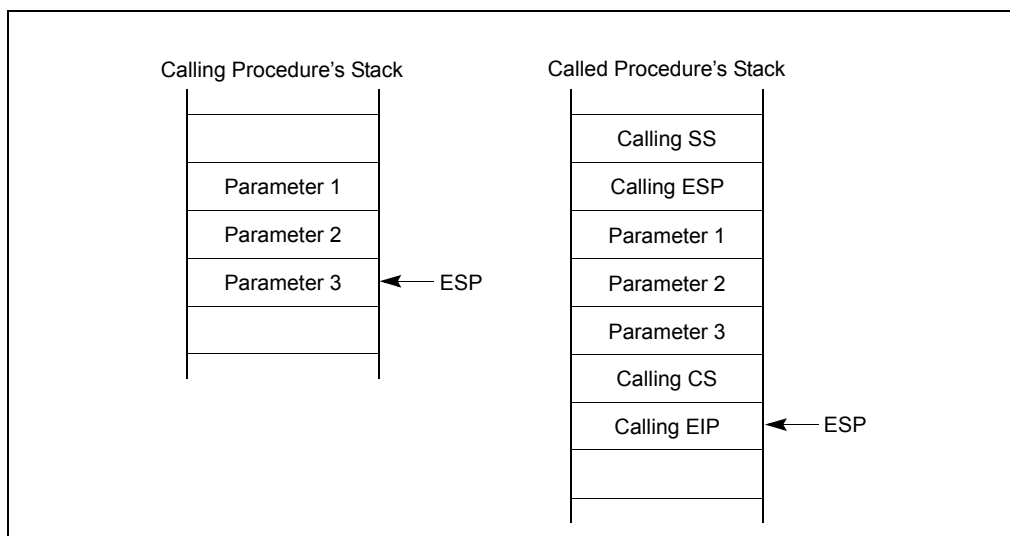 Calling Procedure’s Stack
Parameter 1
Parameter 2
Parameter 3
ESP
Called Procedure’s Stack
Calling SS
Calling ESP
Parameter 1
Parameter 2
Parameter 3
Calling CS
Calling EIP
ESP